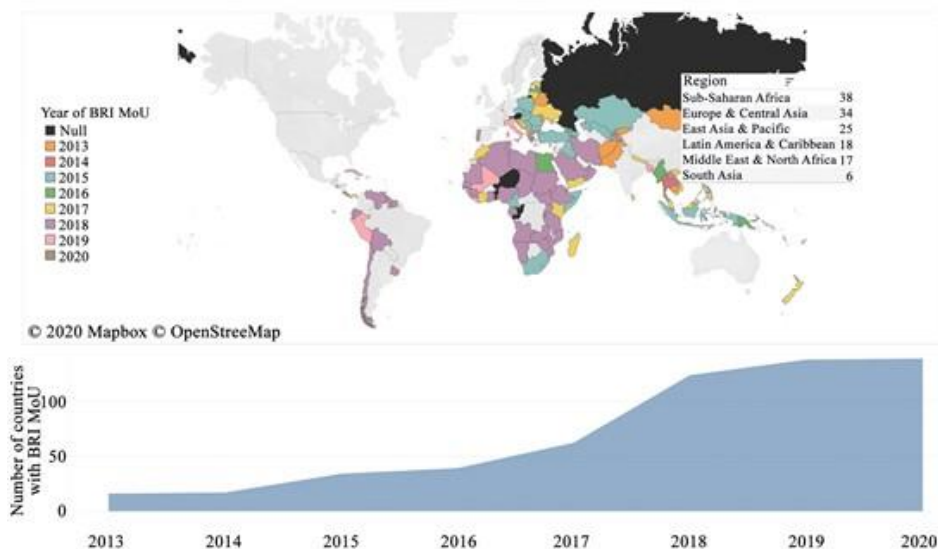 Year of BRI MoU
Null
2013
2014
2015
2016
2017
2018
2019
2020
Region
Sub-Saharan Africa 38
Europe & Central Asia 34
East Asia & Pacific 25
Latin America & Caribbean 18
Middle East & North Africa 17
South Asia 6
© 2020 Mapbox © OpenStreetMap
Number of countries
with BRI MoU
100
50
0
2013 2014 2015 2016 2017 2018 2019 2020